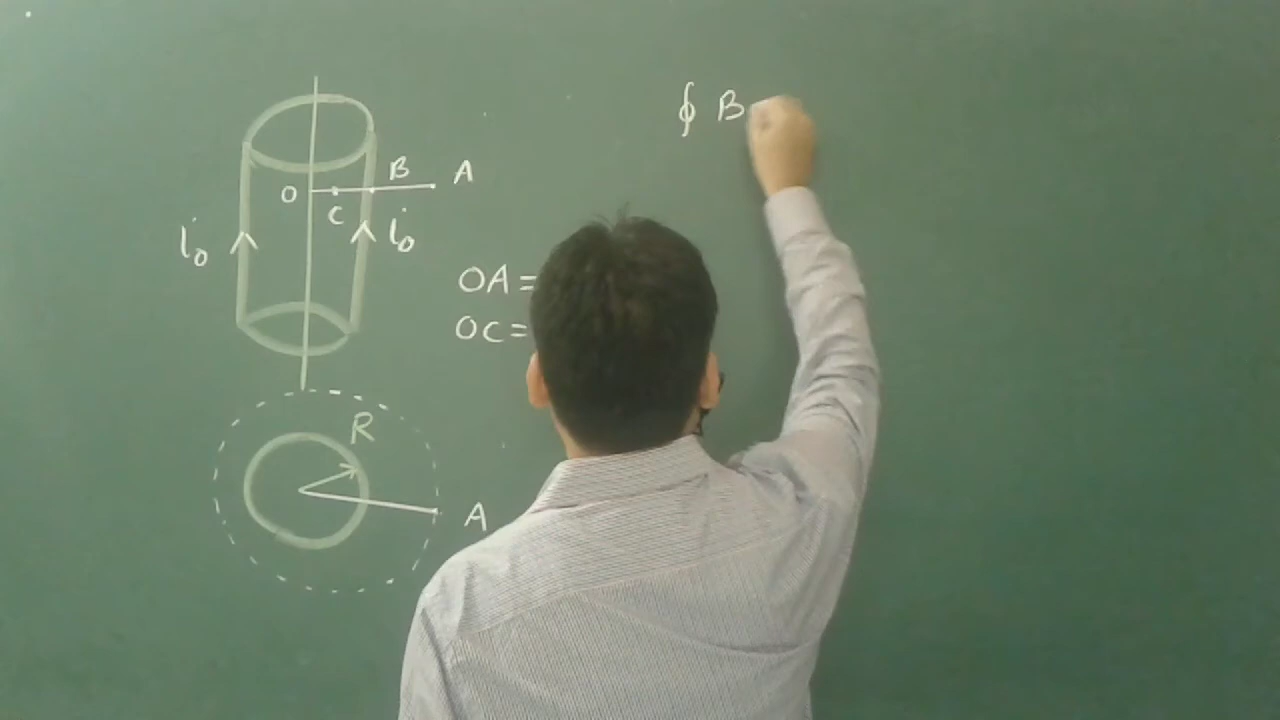 ∮ B
B A
O
C
i₀ i₀
OA =
OC =
R
A